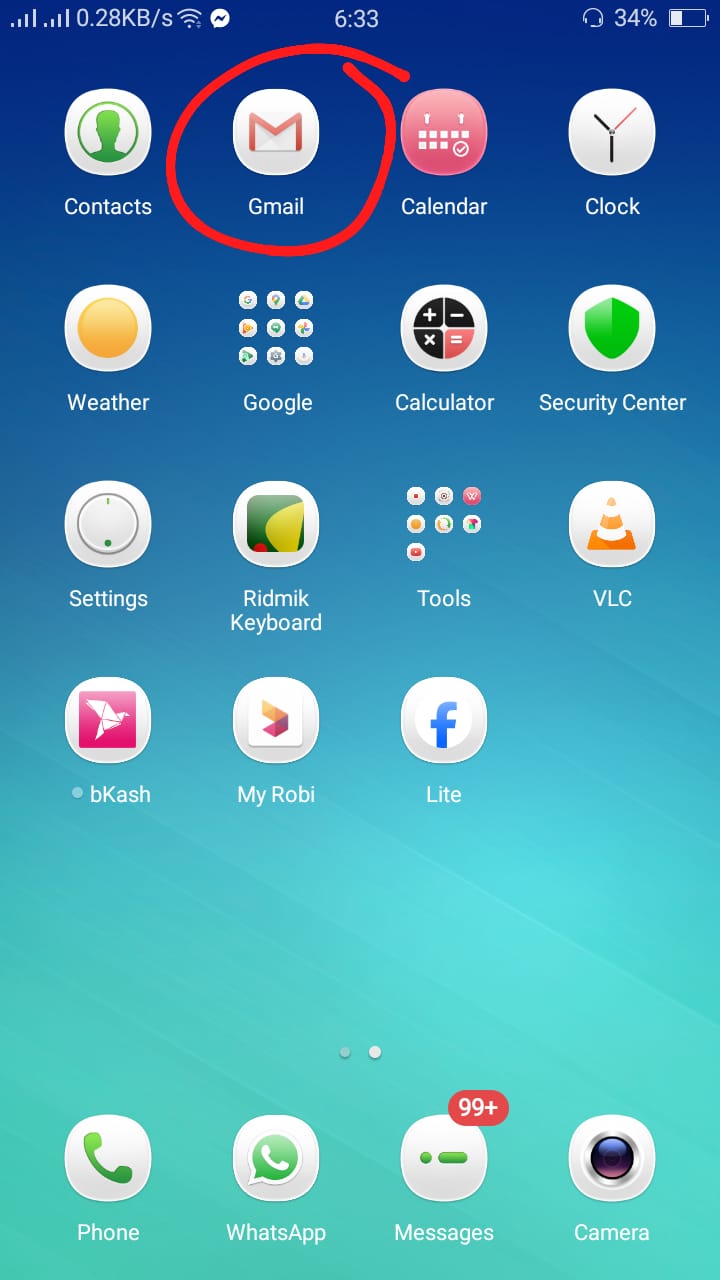 0.28KB/s 6:33 34%
Contacts Gmail Calendar Clock
Weather Google Calculator Security Center
Settings Ridmik Keyboard Tools VLC
bKash My Robi Lite
99+
Phone WhatsApp Messages Camera